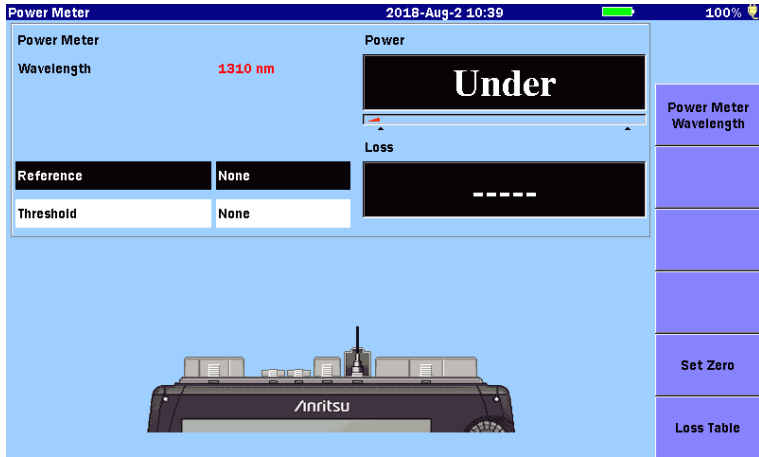 Power Meter 2018-Aug-2 10:39 100%
Power Meter
Wavelength 1310 nm
Power
Under
Loss
-----
Reference None
Threshold None
Power Meter
Wavelength
Set Zero
Loss Table
Anritsu